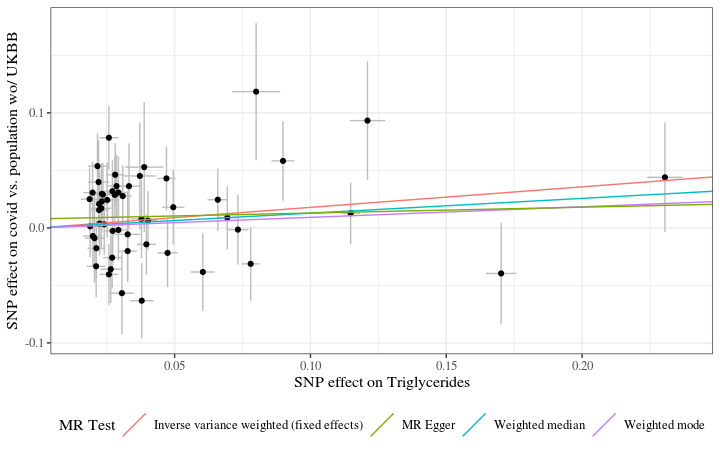 SNP effect on covid vs. population wo/ UKBB
0.1
0.0
-0.1
0.05
0.10
0.15
0.20
SNP effect on Triglycerides
MR Test
Inverse variance weighted (fixed effects)
MR Egger
Weighted median
Weighted mode